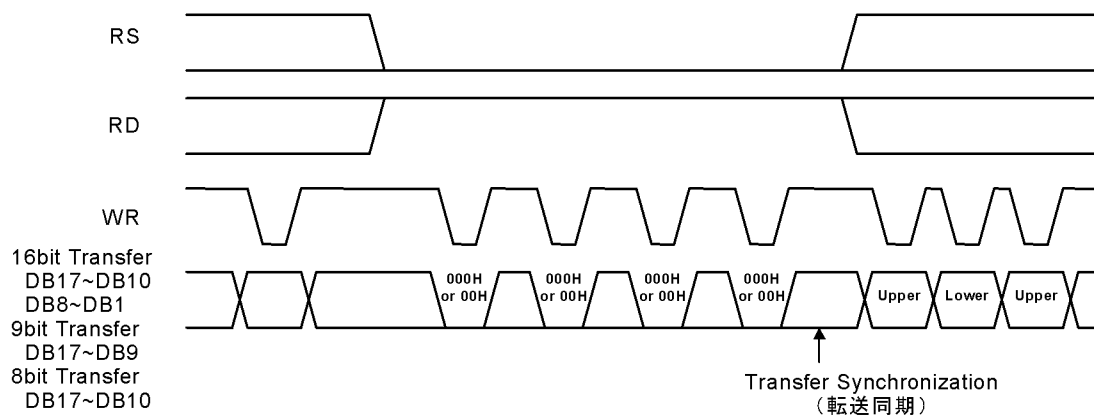 RS
RD
WR
16bit Transfer
DB17~DB10
DB8~DB1
9bit Transfer
DB17~DB9
8bit Transfer
DB17~DB10
000H
or 00H
000H
or 00H
000H
or 00H
000H
or 00H
Upper
Lower
Upper
Transfer Synchronization
（転送同期）